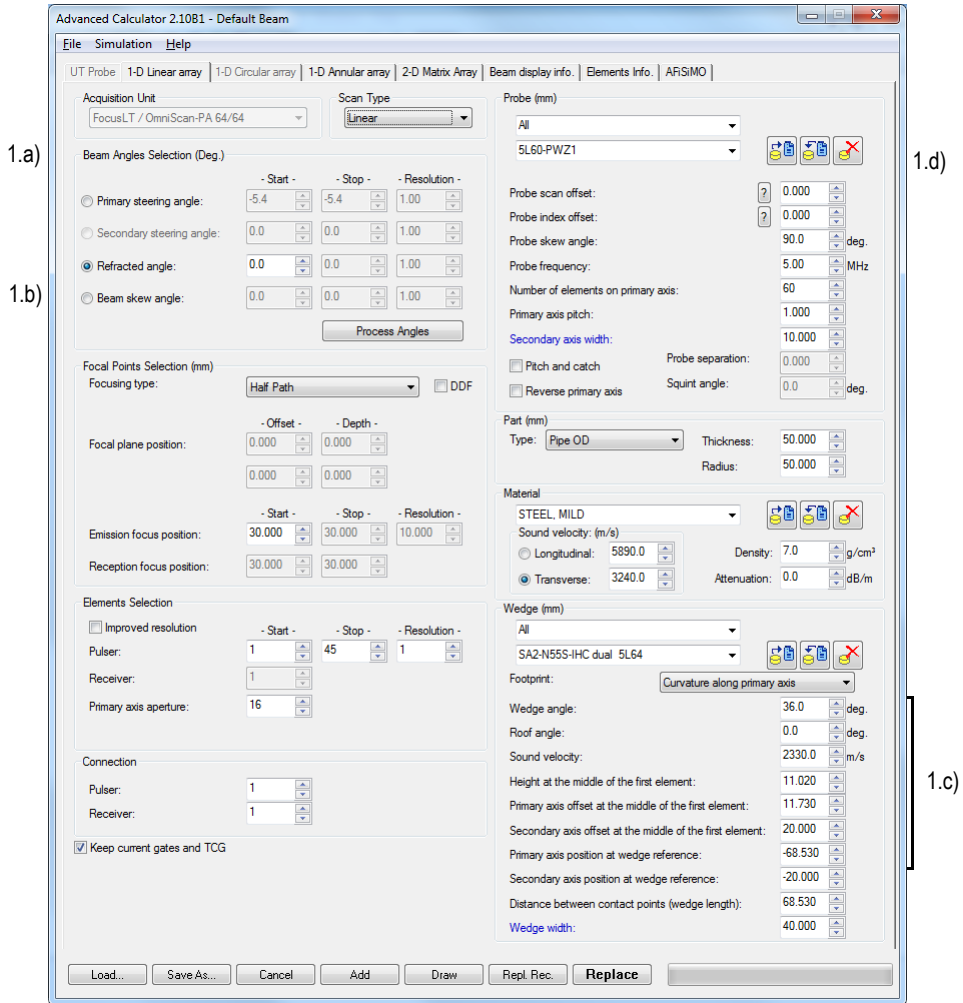 Advanced Calculator 2.10B1 - Default Beam
File Simulation Help
UT Probe 1-D Linear array 1-D Circular array 1-D Annular array 2-D Matrix Array Beam display info. Elements Info. AFiSiMO
Acquisition Unit
FocusLT / OmniScan-PA 64/64
Scan Type
Linear
1.a)
Beam Angles Selection (Deg.)
- Start - - Stop - - Resolution -
Primary steering angle: -5.4 -5.4 1.00
Secondary steering angle: 0.0 0.0 1.00
Refracted angle: 0.0 0.0 1.00
1.b)
Beam skew angle: 0.0 0.0 1.00
Process Angles
Focal Points Selection (mm)
Focusing type: Half Path DDF
- Offset - - Depth -
Focal plane position: 0.000 0.000
0.000 0.000
- Start - - Stop - - Resolution -
Emission focus position: 30.000 30.000 10.000
Reception focus position: 30.000 30.000
Elements Selection
Improved resolution - Start - - Stop - - Resolution -
Pulser: 1 45 1
Receiver: 1
Primary axis aperture: 16
Connection
Pulser: 1
Receiver: 1
Keep current gates and TCG
Probe (mm)
All
5L60-PWZ1
1.d)
Probe scan offset: ? 0.000
Probe index offset: ? 0.000
Probe skew angle: 90.0 deg.
Probe frequency: 5.00 MHz
Number of elements on primary axis: 60
Primary axis pitch: 1.000
Secondary axis width: 10.000
Pitch and catch Probe separation: 0.000
Reverse primary axis Squint angle: 0.0 deg.
Part (mm)
Type: Pipe OD Thickness: 50.000
Radius: 50.000
Material
STEEL, MILD
Sound velocity: (m/s)
Longitudinal: 5890.0 Density: 7.0 g/cm³
Transverse: 3240.0 Attenuation: 0.0 dB/m
Wedge (mm)
All
SA2-N55S-IHC dual 5L64
Footprint: Curvature along primary axis
Wedge angle: 36.0 deg.
Roof angle: 0.0 deg.
Sound velocity: 2330.0 m/s
1.c)
Height at the middle of the first element: 11.020
Primary axis offset at the middle of the first element: 11.730
Secondary axis offset at the middle of the first element: 20.000
Primary axis position at wedge reference: -68.530
Secondary axis position at wedge reference: -20.000
Distance between contact points (wedge length): 68.530
Wedge width: 40.000
Load... Save As... Cancel Add Draw Repl. Rec. Replace